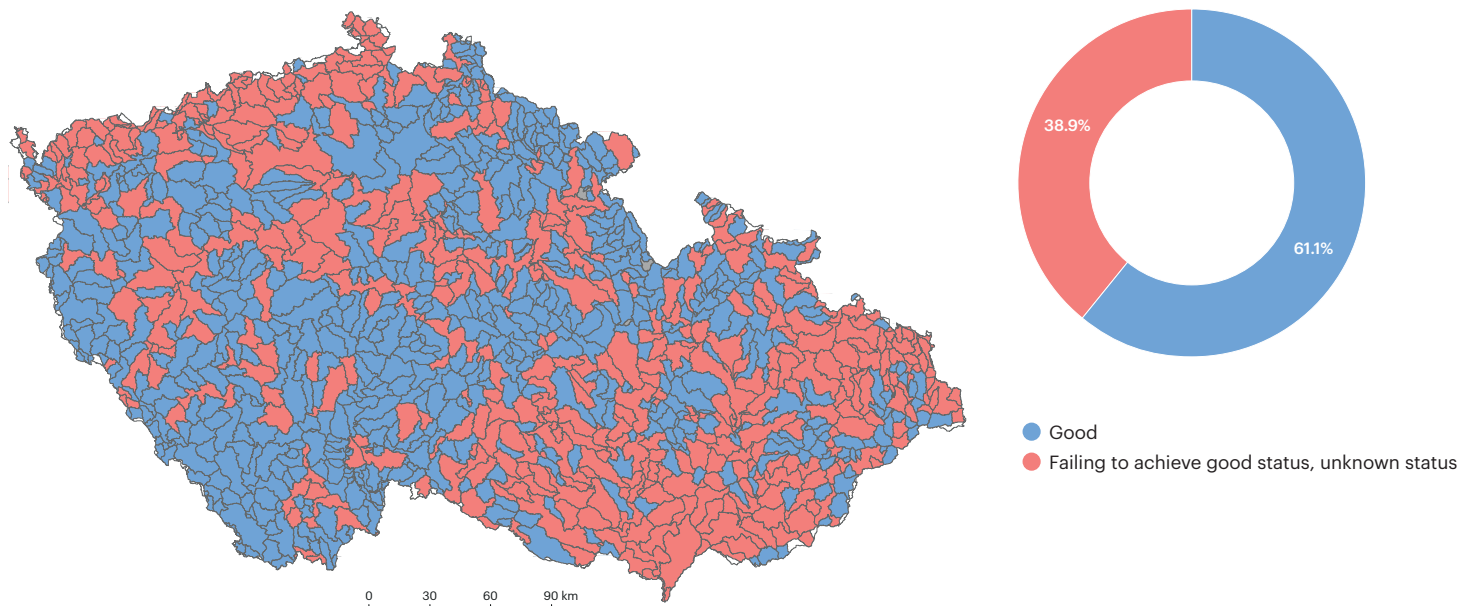 38.9%
61.1%
Good
Failing to achieve good status, unknown status
0 30 60 90 km